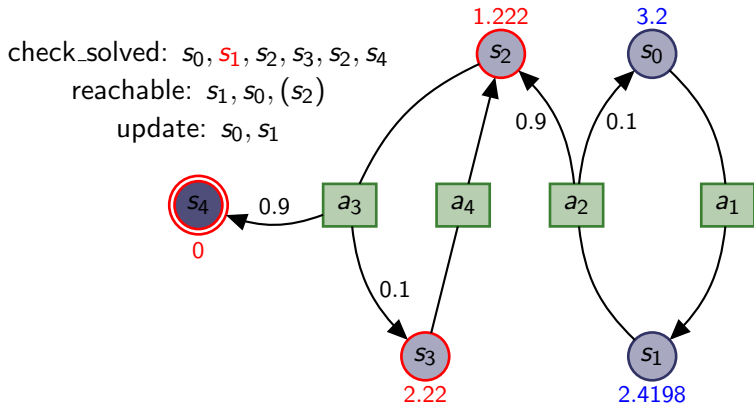 1.222
3.2
check_solved: s₀, s₁, s₂, s₃, s₂, s₄
s₂
s₀
reachable: s₁, s₀, (s₂)
update: s₀, s₁
0.9
0.1
s₄
0.9
a₃
a₄
a₂
a₁
0
0.1
s₃
s₁
2.22
2.4198